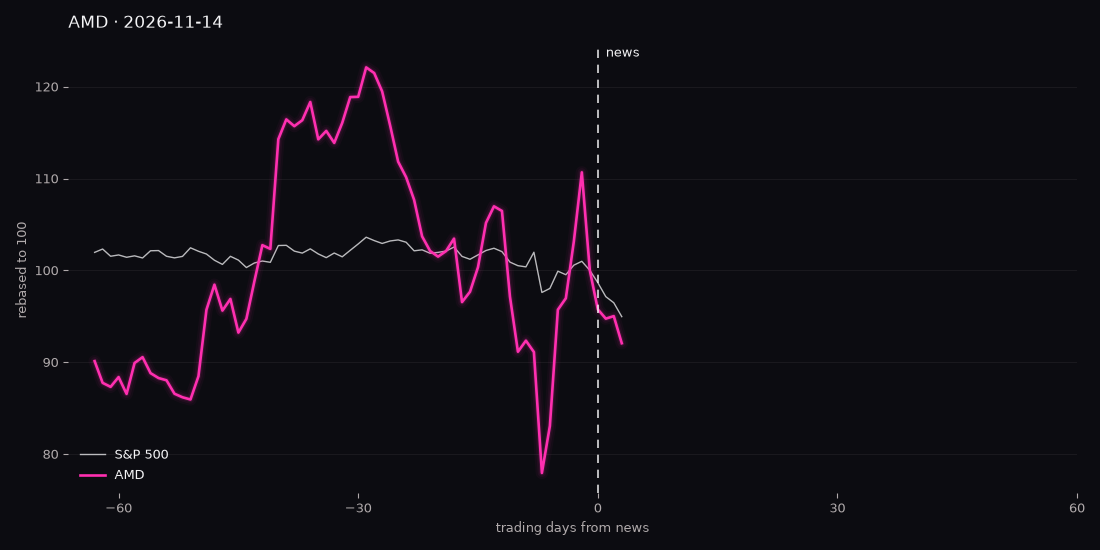 AMD · 2026-11-14
news
120
110
100
90
80
rebased to 100
S&P 500
AMD
−60
−30
0
30
60
trading days from news